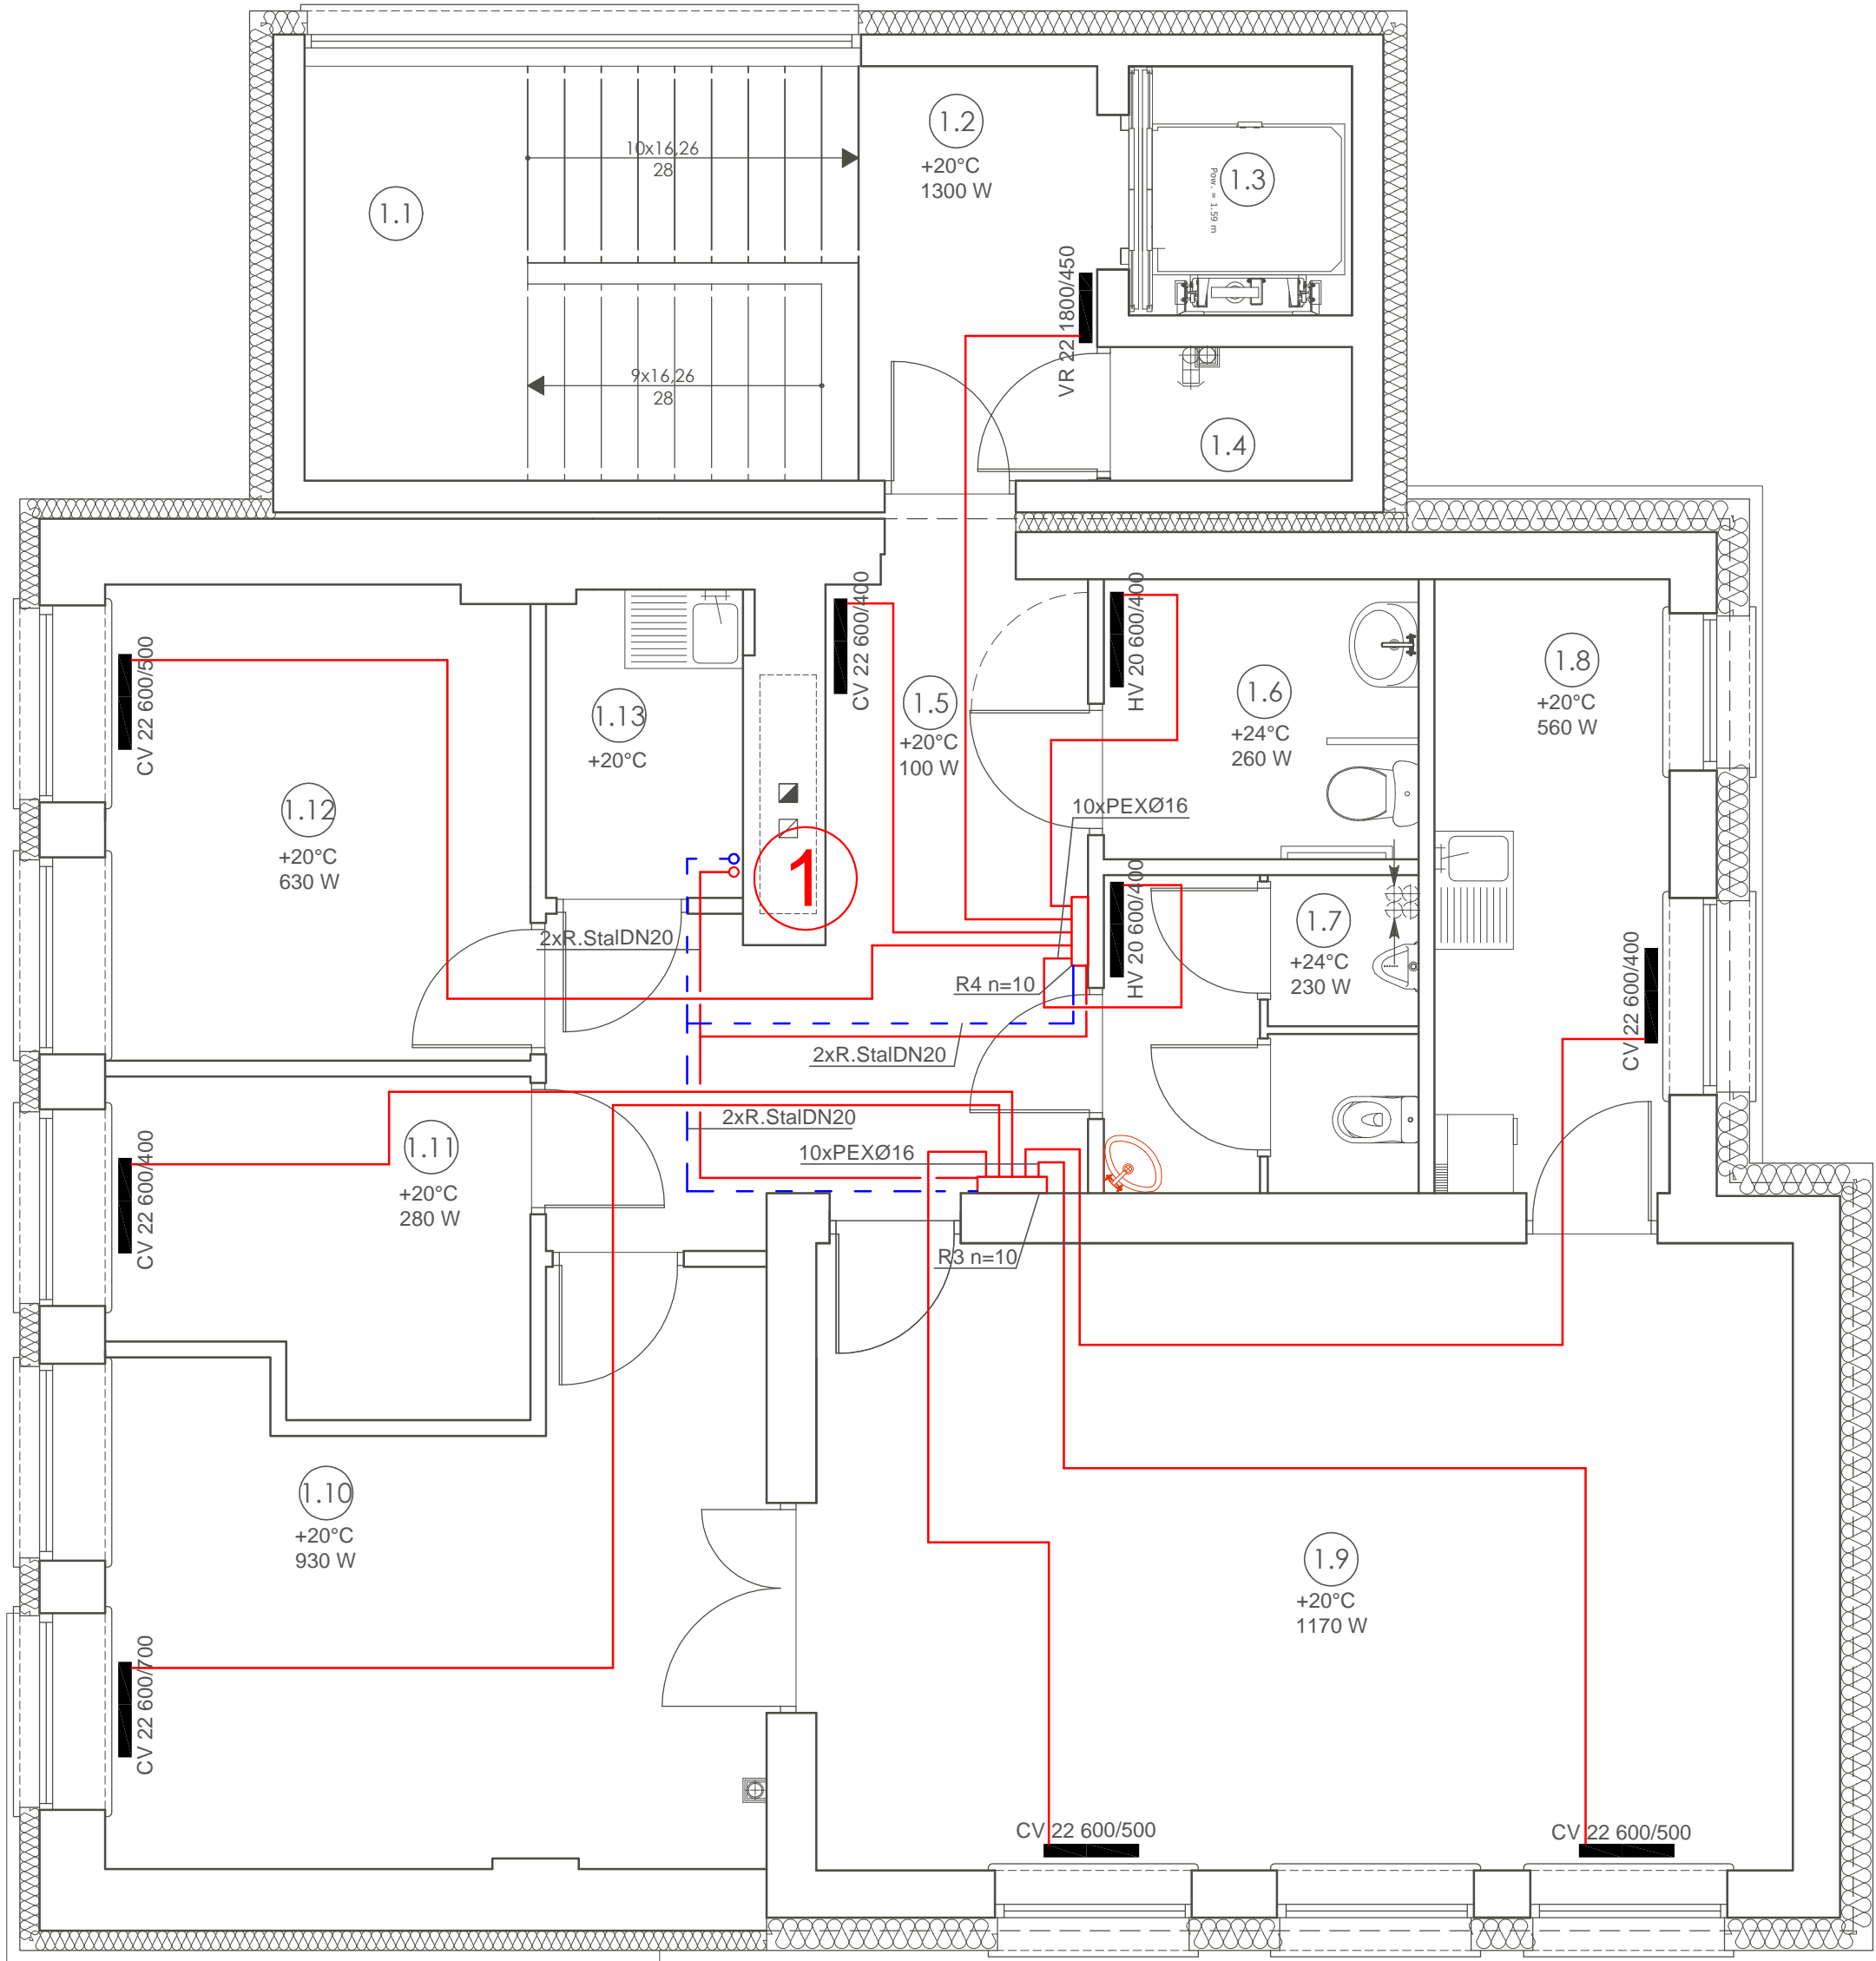 10x16,26
28
1.2
+20°C
1300 W
1.3
Pow. = 1.59 m
1.1
VR 22 1800/450
9x16,26
28
1.4
CV 22 600/500
CV 22 600/400
HV 20 600/400
1.13
+20°C
1.5
+20°C
100 W
1.6
+24°C
260 W
1.8
+20°C
560 W
1.12
+20°C
630 W
10xPEXØ16
1
2xR.StalDN20
HV 20 600/400
1.7
+24°C
230 W
R4 n=10
CV 22 600/400
2xR.StalDN20
2xR.StalDN20
10xPEXØ16
CV 22 600/400
1.11
+20°C
280 W
R3 n=10
1.10
+20°C
930 W
1.9
+20°C
1170 W
CV 22 600/700
CV 22 600/500
CV 22 600/500